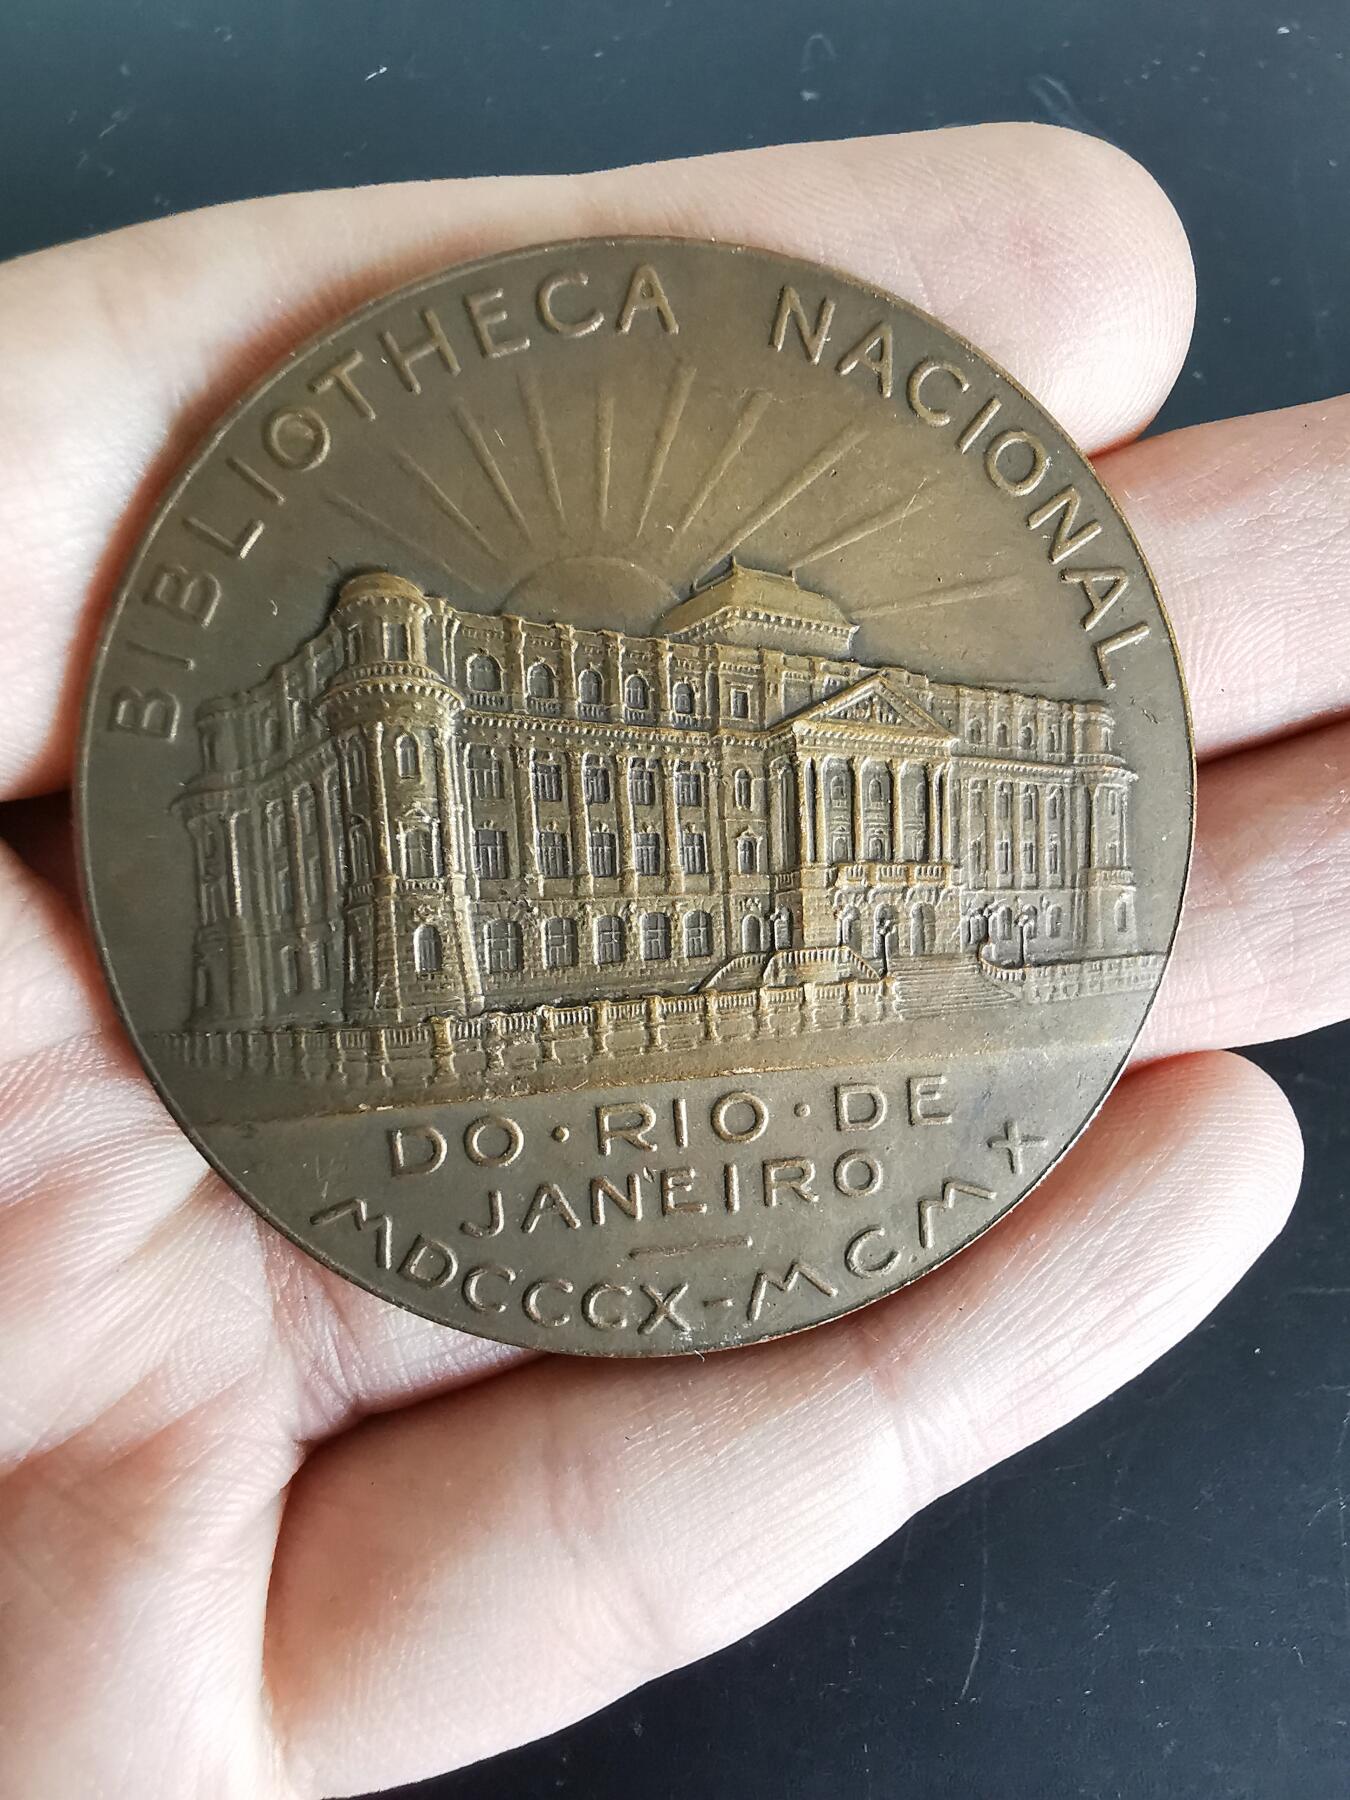 BIBLIOTHECA NACIONAL
DO·RIO·DE
JANEIRO
MDCCCX-MCMX